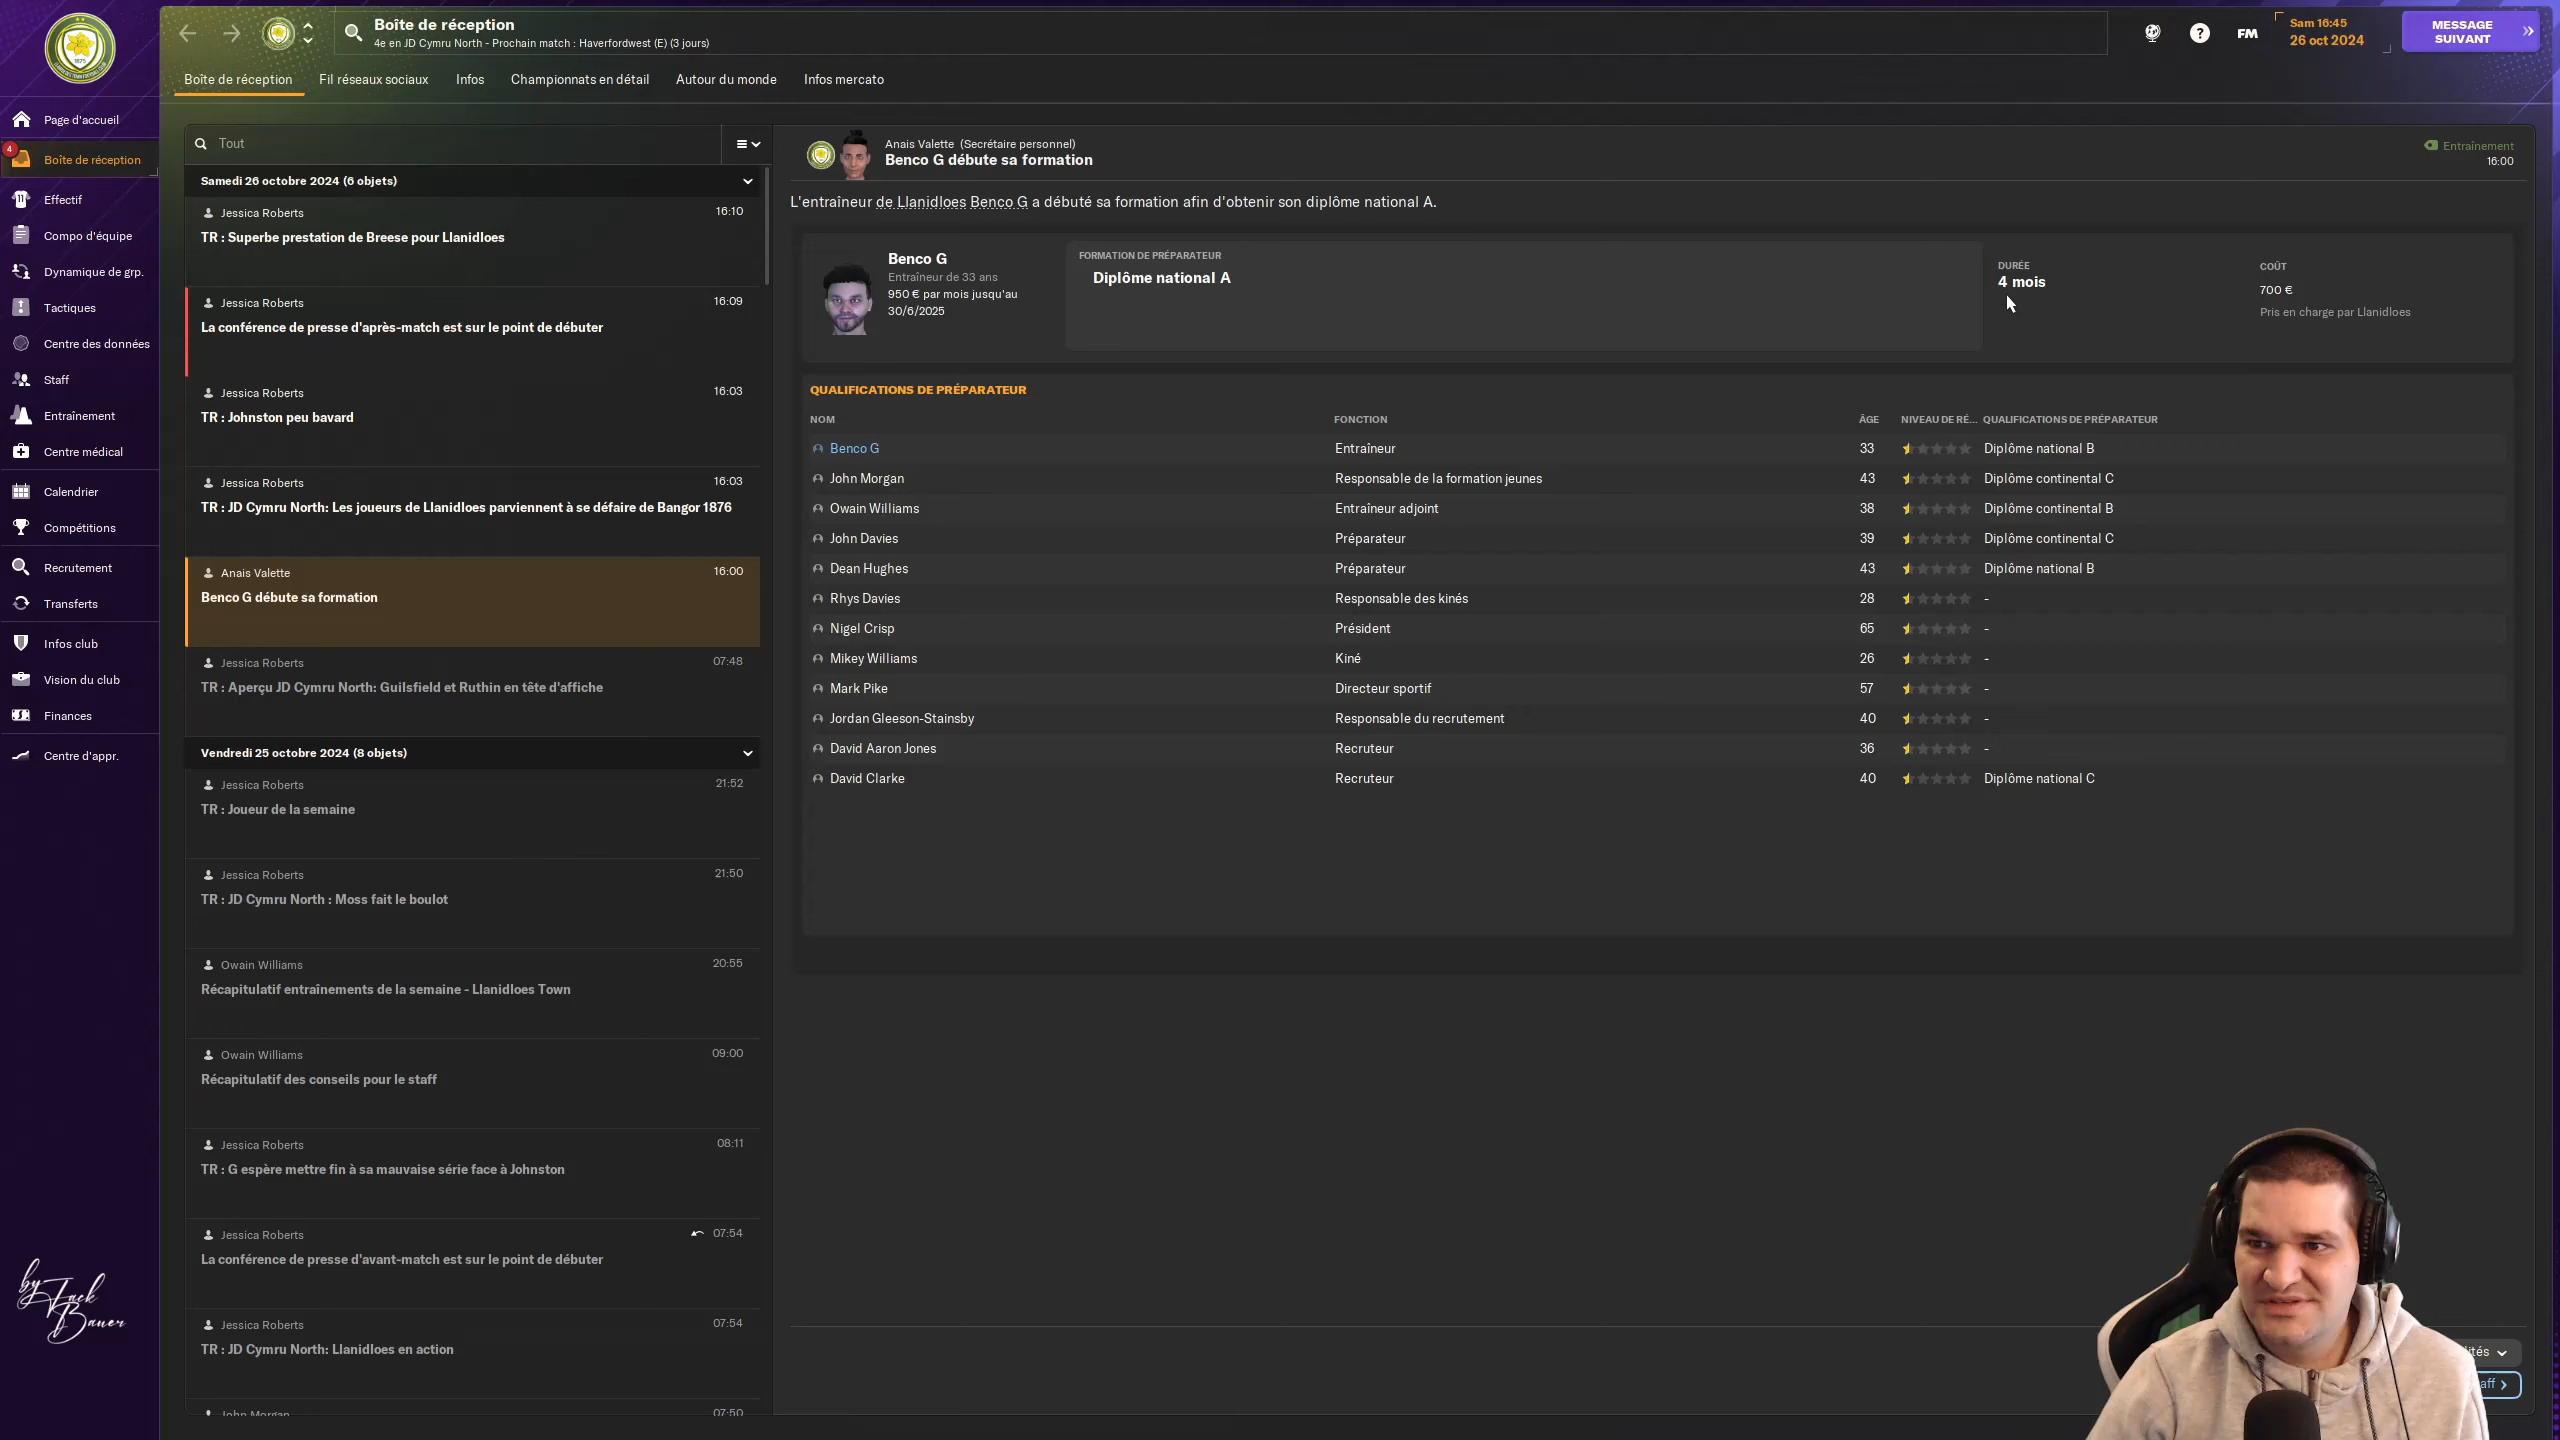 Boîte de réception
4e en JD Cymru North - Prochain match : Haverfordwest (E) (3 jours)
FM
Sam 16:45
26 oct 2024
MESSAGE
SUIVANT
Boîte de réception
Fil réseaux sociaux
Infos
Championnats en détail
Autour du monde
Infos mercato
Page d'accueil
4
Boîte de réception
Effectif
Compo d'équipe
Dynamique de grp.
Tactiques
Centre des données
Staff
Entraînement
Centre médical
Calendrier
Compétitions
Recrutement
Transferts
Infos club
Vision du club
Finances
Centre d'appr.
by Jack
Bauer
Tout
Samedi 26 octobre 2024 (6 objets)
Jessica Roberts 16:10
TR : Superbe prestation de Breese pour Llanidloes
Jessica Roberts 16:09
La conférence de presse d'après-match est sur le point de débuter
Jessica Roberts 16:03
TR : Johnston peu bavard
Jessica Roberts 16:03
TR : JD Cymru North: Les joueurs de Llanidloes parviennent à se défaire de Bangor 1876
Anais Valette 16:00
Benco G débute sa formation
Jessica Roberts 07:48
TR : Aperçu JD Cymru North: Guilsfield et Ruthin en tête d'affiche
Vendredi 25 octobre 2024 (8 objets)
Jessica Roberts 21:52
TR : Joueur de la semaine
Jessica Roberts 21:50
TR : JD Cymru North : Moss fait le boulot
Owain Williams 20:55
Récapitulatif entraînements de la semaine - Llanidloes Town
Owain Williams 09:00
Récapitulatif des conseils pour le staff
Jessica Roberts 08:11
TR : G espère mettre fin à sa mauvaise série face à Johnston
Jessica Roberts 07:54
La conférence de presse d'avant-match est sur le point de débuter
Jessica Roberts 07:54
TR : JD Cymru North: Llanidloes en action
John Morgan 07:50
Anais Valette (Secrétaire personnel)
Benco G débute sa formation
Entraînement
16:00
L'entraîneur de Llanidloes Benco G a débuté sa formation afin d'obtenir son diplôme national A.
Benco G
Entraîneur de 33 ans
950 € par mois jusqu'au
30/6/2025
FORMATION DE PRÉPARATEUR
Diplôme national A
DURÉE
4 mois
COÛT
700 €
Pris en charge par Llanidloes
QUALIFICATIONS DE PRÉPARATEUR
NOM FONCTION ÂGE NIVEAU DE RÉ... QUALIFICATIONS DE PRÉPARATEUR
Benco G Entraîneur 33 Diplôme national B
John Morgan Responsable de la formation jeunes 43 Diplôme continental C
Owain Williams Entraîneur adjoint 38 Diplôme continental B
John Davies Préparateur 39 Diplôme continental C
Dean Hughes Préparateur 43 Diplôme national B
Rhys Davies Responsable des kinés 28 -
Nigel Crisp Président 65 -
Mikey Williams Kiné 26 -
Mark Pike Directeur sportif 57 -
Jordan Gleeson-Stainsby Responsable du recrutement 40 -
David Aaron Jones Recruteur 36 -
David Clarke Recruteur 40 Diplôme national C